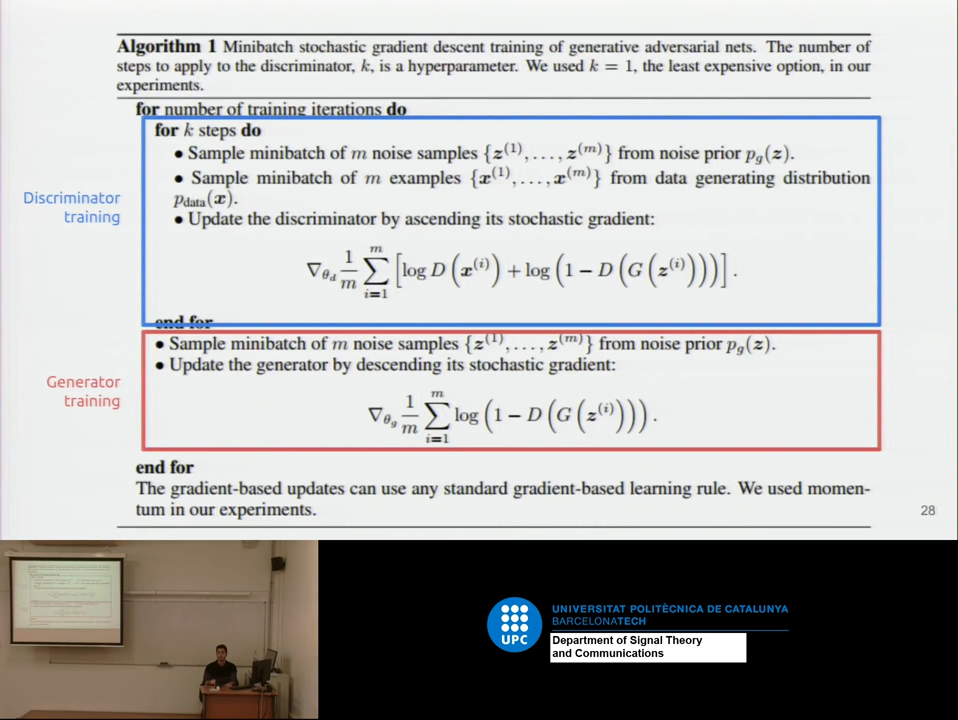 Algorithm 1 Minibatch stochastic gradient descent training of generative adversarial nets. The number of
steps to apply to the discriminator, k, is a hyperparameter. We used k = 1, the least expensive option, in our
experiments.
for number of training iterations do
for k steps do
• Sample minibatch of m noise samples {z^(1), . . . , z^(m)} from noise prior p_g(z).
• Sample minibatch of m examples {x^(1), . . . , x^(m)} from data generating distribution
p_data(x).
• Update the discriminator by ascending its stochastic gradient:
∇_θ_d 1/m ∑_{i=1}^{m} [log D (x^(i)) + log (1 − D (G (z^(i))))] .
end for
Discriminator
training
• Sample minibatch of m noise samples {z^(1), . . . , z^(m)} from noise prior p_g(z).
• Update the generator by descending its stochastic gradient:
∇_θ_g 1/m ∑_{i=1}^{m} log (1 − D (G (z^(i)))) .
Generator
training
end for
The gradient-based updates can use any standard gradient-based learning rule. We used momen-
tum in our experiments.
28
UPC
UNIVERSITAT POLITÈCNICA DE CATALUNYA
BARCELONATECH
Department of Signal Theory
and Communications